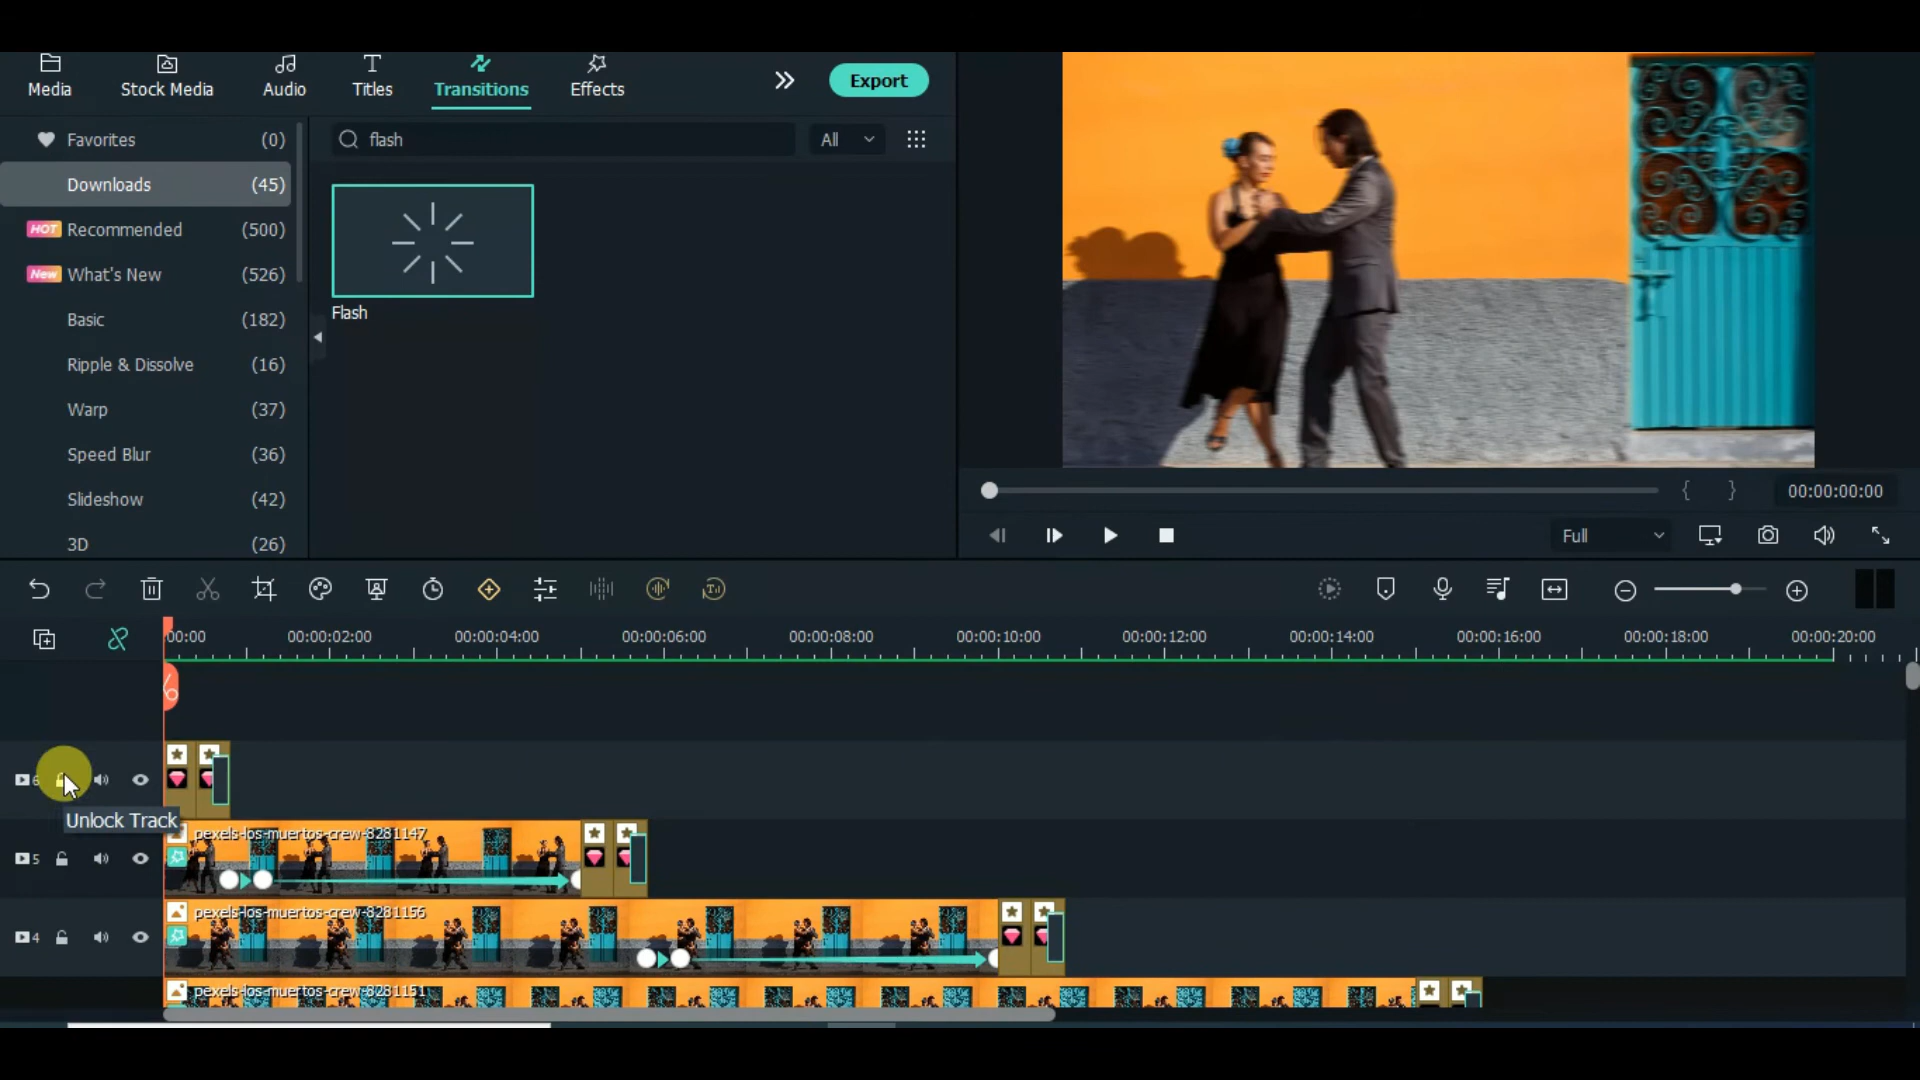 Media
Stock Media
Audio
Titles
Transitions
Effects
Export
Favorites (0)
Downloads (45)
HOT Recommended (500)
New What's New (526)
Basic (182)
Ripple & Dissolve (16)
Warp (37)
Speed Blur (36)
Slideshow (42)
3D (26)
flash
All
Flash
{ }
00:00:00:00
Full
00:00
00:00:02:00
00:00:04:00
00:00:06:00
00:00:08:00
00:00:10:00
00:00:12:00
00:00:14:00
00:00:16:00
00:00:18:00
00:00:20:00
6
Unlock Track
5
pexels-los-muertos-crew-8281147
4
pexels-los-muertos-crew-8281156
pexels-los-muertos-crew-8281151